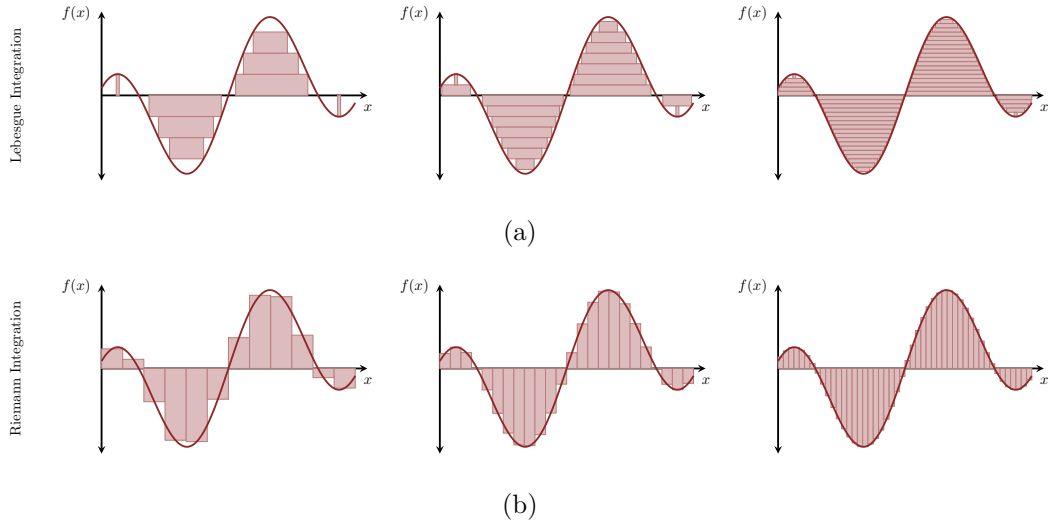 Lebesgue Integration
f(x)
x
f(x)
x
f(x)
x
(a)
Riemann Integration
f(x)
x
f(x)
x
f(x)
x
(b)